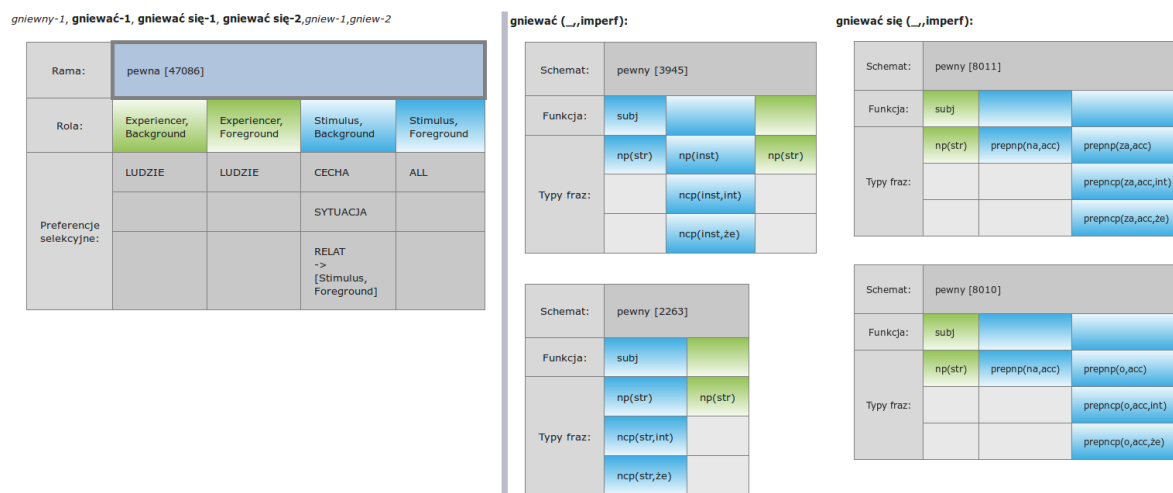 gniewny-1, gniewać-1, gniewać się-1, gniewać się-2,gniew-1,gniew-2
Rama: pewna [47086]
Rola: Experiencer, Background Experiencer, Foreground Stimulus, Background Stimulus, Foreground
Preferencje selekcyjne: LUDZIE LUDZIE CECHA ALL
SYTUACJA
RELAT
->
[Stimulus,
Foreground]
gniewać (_,,imperf):
Schemat: pewny [3945]
Funkcja: subj
Typy fraz: np(str) np(inst) np(str)
ncp(inst,int)
ncp(inst,że)
Schemat: pewny [2263]
Funkcja: subj
Typy fraz: np(str) np(str)
ncp(str,int)
ncp(str,że)
gniewać się (_,,imperf):
Schemat: pewny [8011]
Funkcja: subj
Typy fraz: np(str) prepnp(na,acc) prepnp(za,acc)
prepncp(za,acc,int)
prepncp(za,acc,że)
Schemat: pewny [8010]
Funkcja: subj
Typy fraz: np(str) prepnp(na,acc) prepnp(o,acc)
prepncp(o,acc,int)
prepncp(o,acc,że)